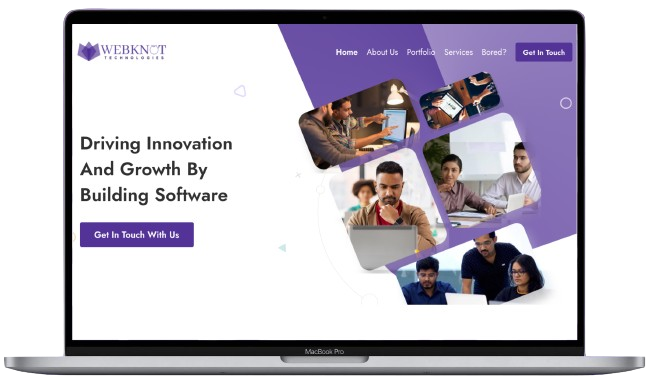 WEBKNOT
TECHNOLOGIES
Home About Us Portfolio Services Bored? Get In Touch
Driving Innovation
And Growth By
Building Software
Get In Touch With Us
MacBook Pro